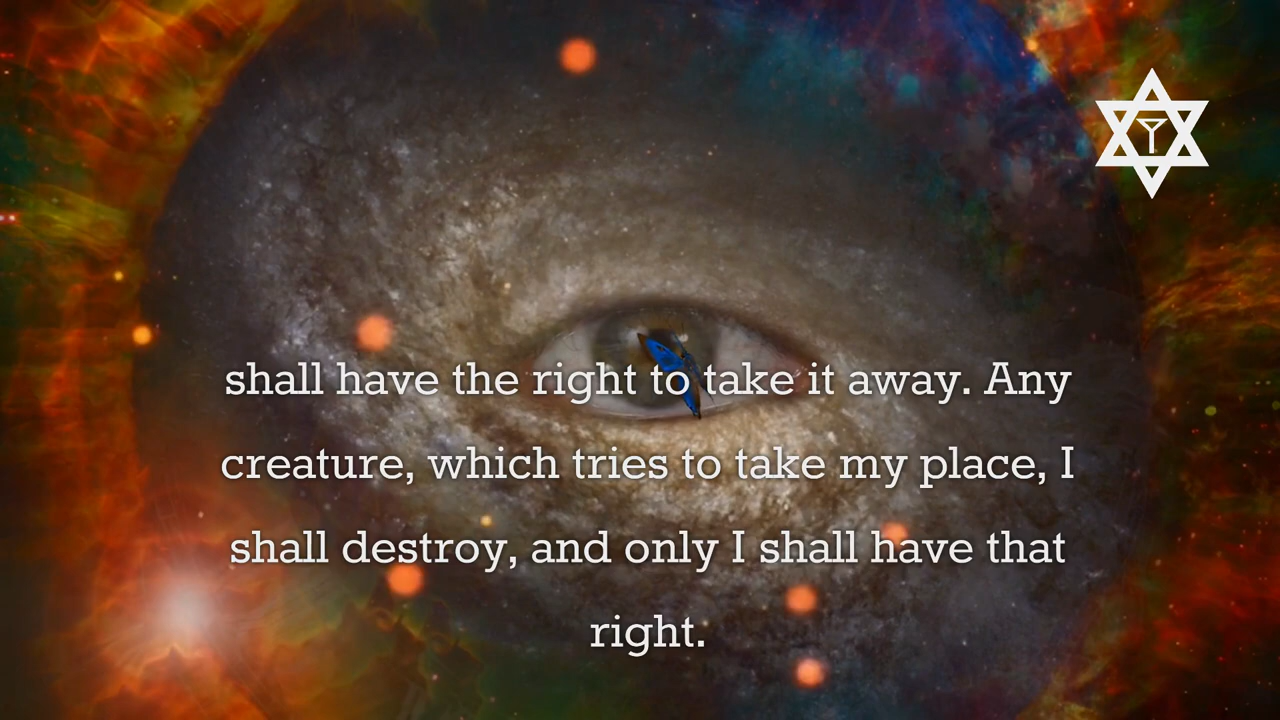 shall have the right to take it away. Any
creature, which tries to take my place, I
shall destroy, and only I shall have that
right.